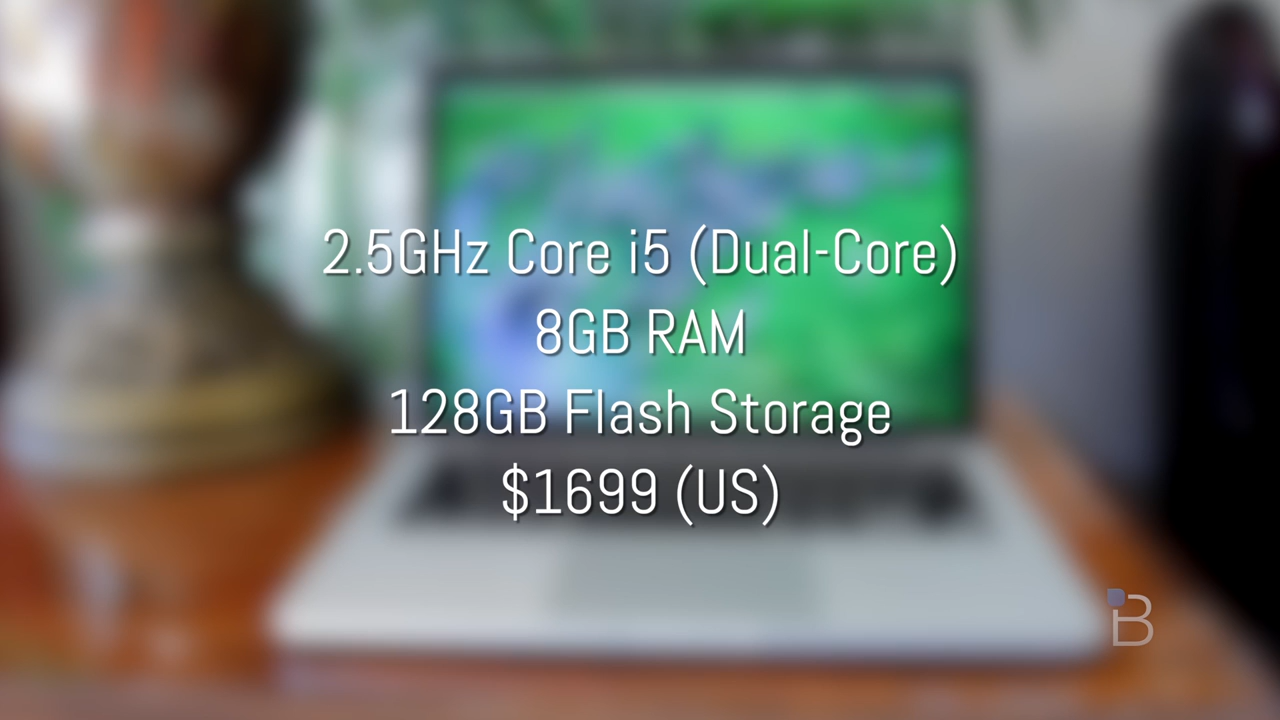 2.5GHz Core i5 (Dual-Core)
8GB RAM
128GB Flash Storage
$1699 (US)
B